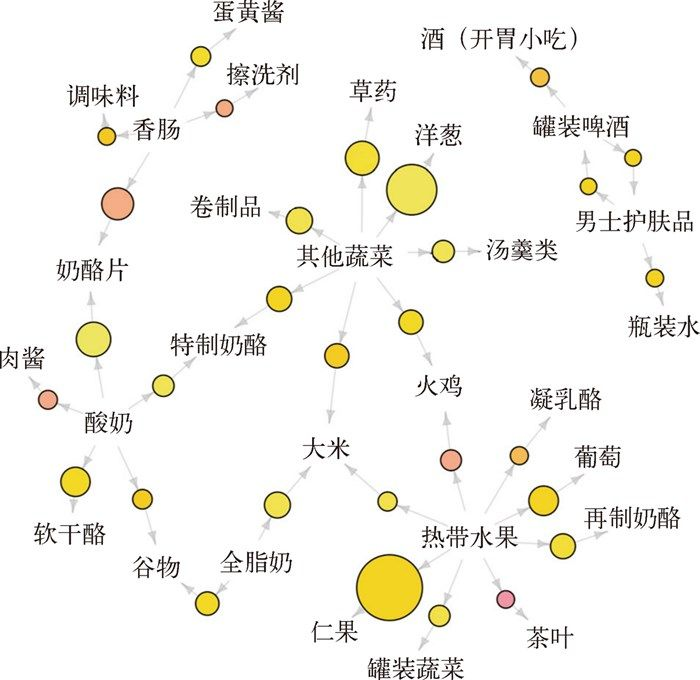 蛋黄酱
酒（开胃小吃）
擦洗剂
调味料
草药
香肠
罐装啤酒
洋葱
卷制品
男士护肤品
其他蔬菜
汤羹类
奶酪片
瓶装水
特制奶酪
肉酱
火鸡
凝乳酪
酸奶
大米
葡萄
再制奶酪
软干酪
热带水果
谷物
全脂奶
仁果
茶叶
罐装蔬菜